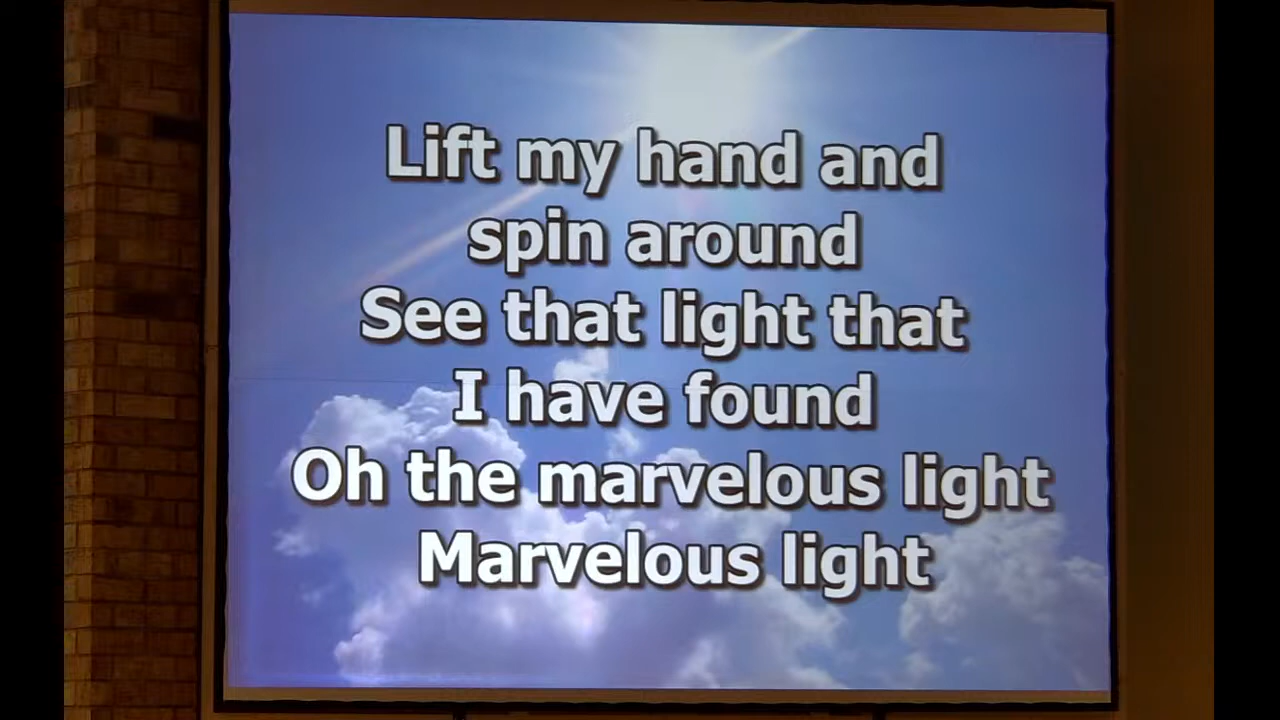 Lift my hand and
spin around
See that light that
I have found
Oh the marvelous light
Marvelous light